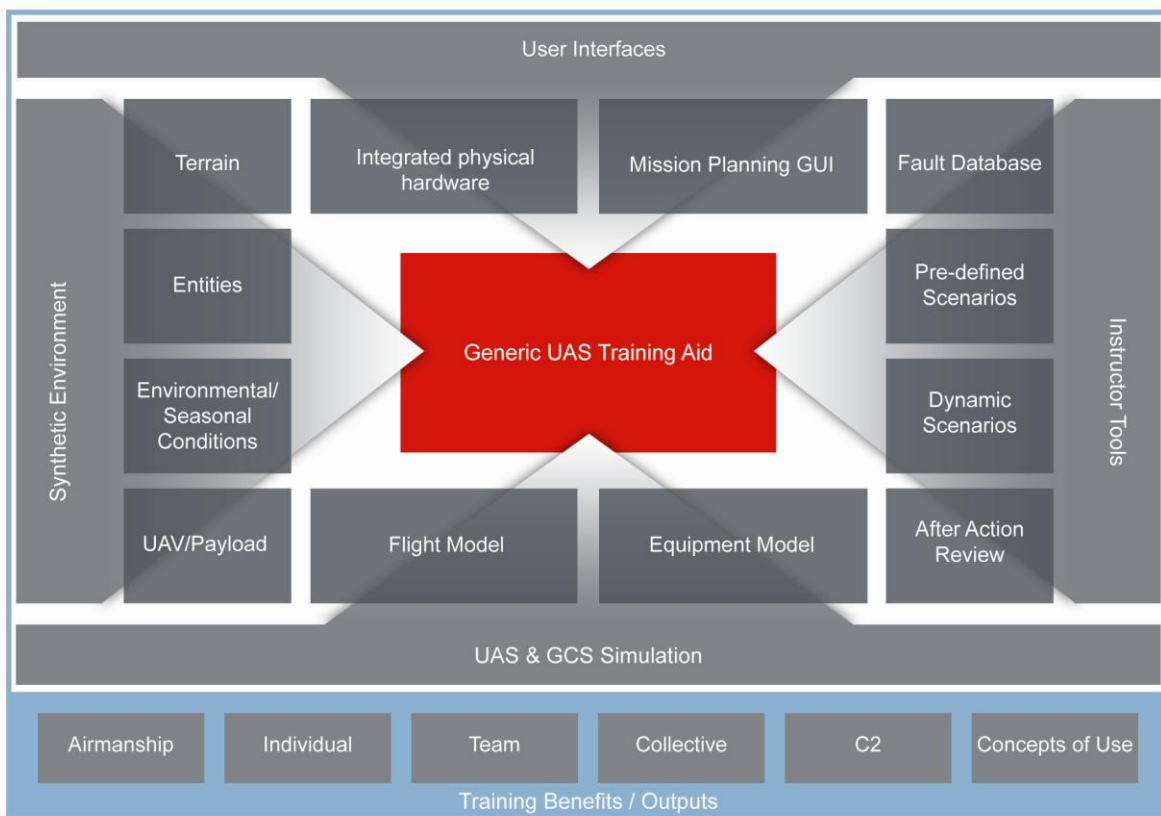 User Interfaces
Terrain
Integrated physical
hardware
Mission Planning GUI
Fault Database
Synthetic Environment
Entities
Generic UAS Training Aid
Pre-defined
Scenarios
Instructor Tools
Environmental/
Seasonal
Conditions
Dynamic
Scenarios
UAV/Payload
Flight Model
Equipment Model
After Action
Review
UAS & GCS Simulation
Airmanship
Individual
Team
Collective
C2
Concepts of Use
Training Benefits / Outputs